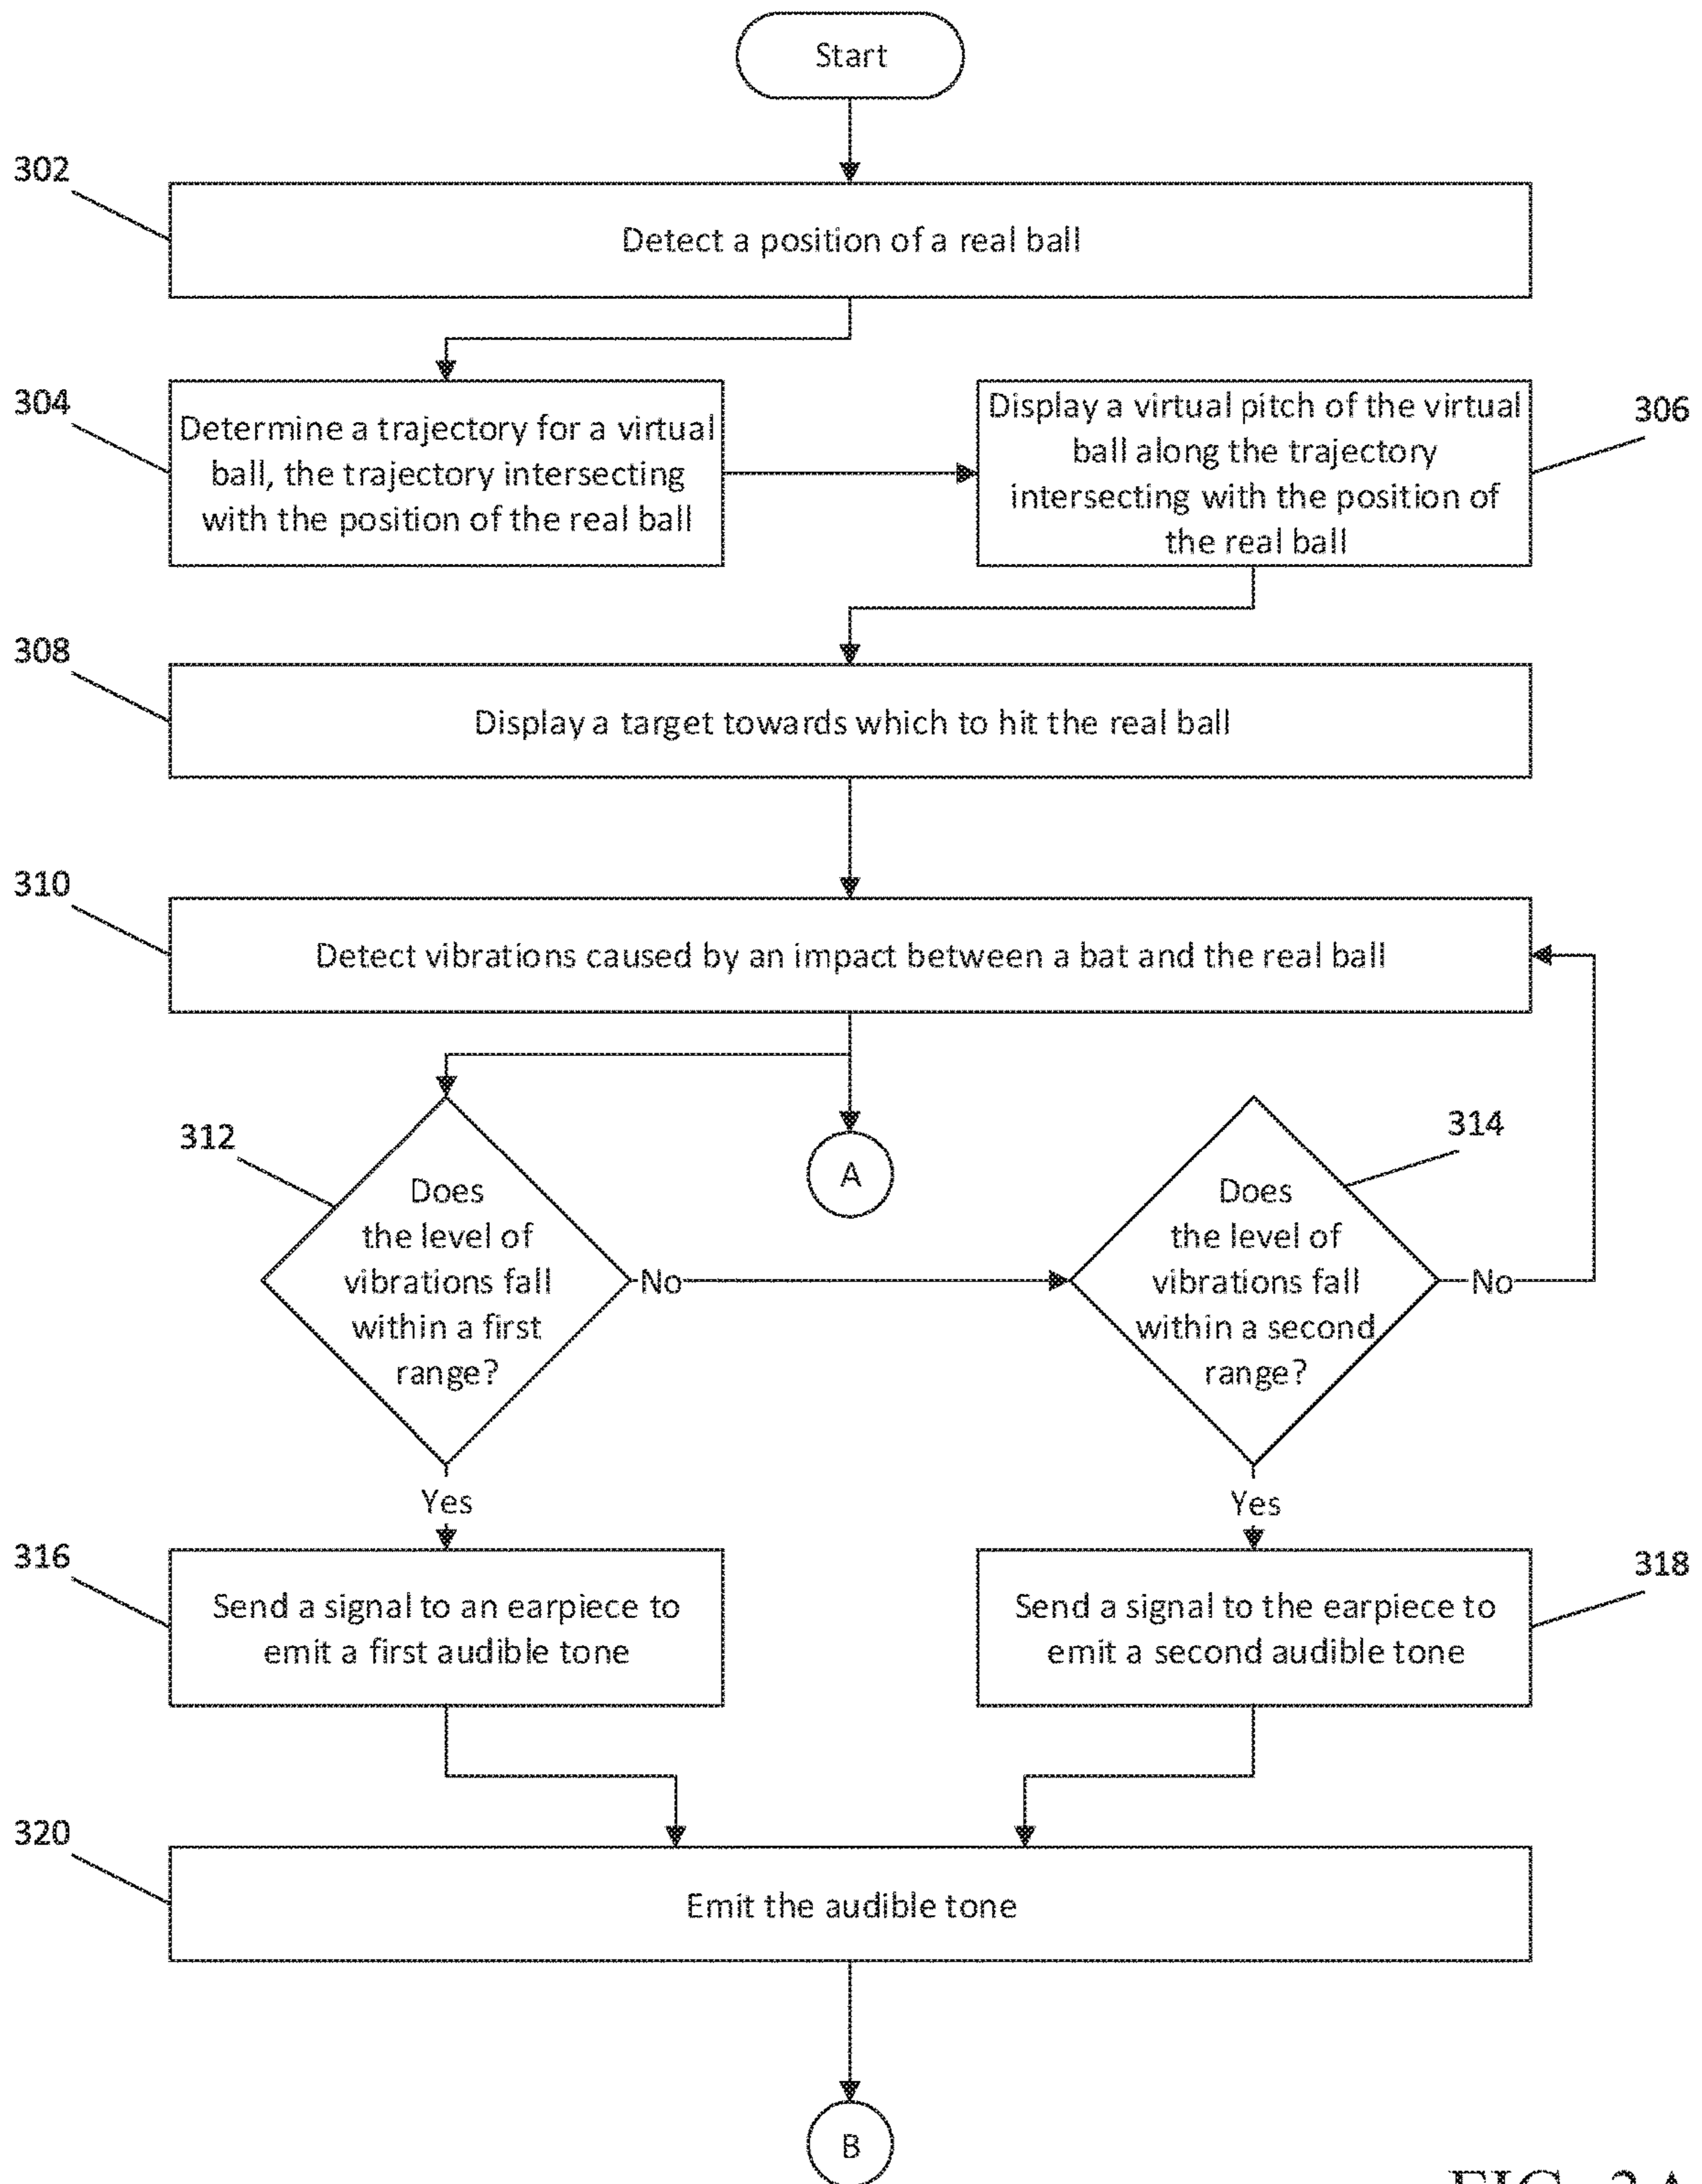 Start
302
Detect a position of a real ball
304
Determine a trajectory for a virtual
ball, the trajectory intersecting
with the position of the real ball
Display a virtual pitch of the virtual
ball along the trajectory
intersecting with the position of
the real ball
306
308
Display a target towards which to hit the real ball
310
Detect vibrations caused by an impact between a bat and the real ball
312
Does
the level of
vibrations fall
within a first
range?
No
A
314
Does
the level of
vibrations fall
within a second
range?
No
Yes
Yes
316
Send a signal to an earpiece to
emit a first audible tone
318
Send a signal to the earpiece to
emit a second audible tone
320
Emit the audible tone
B